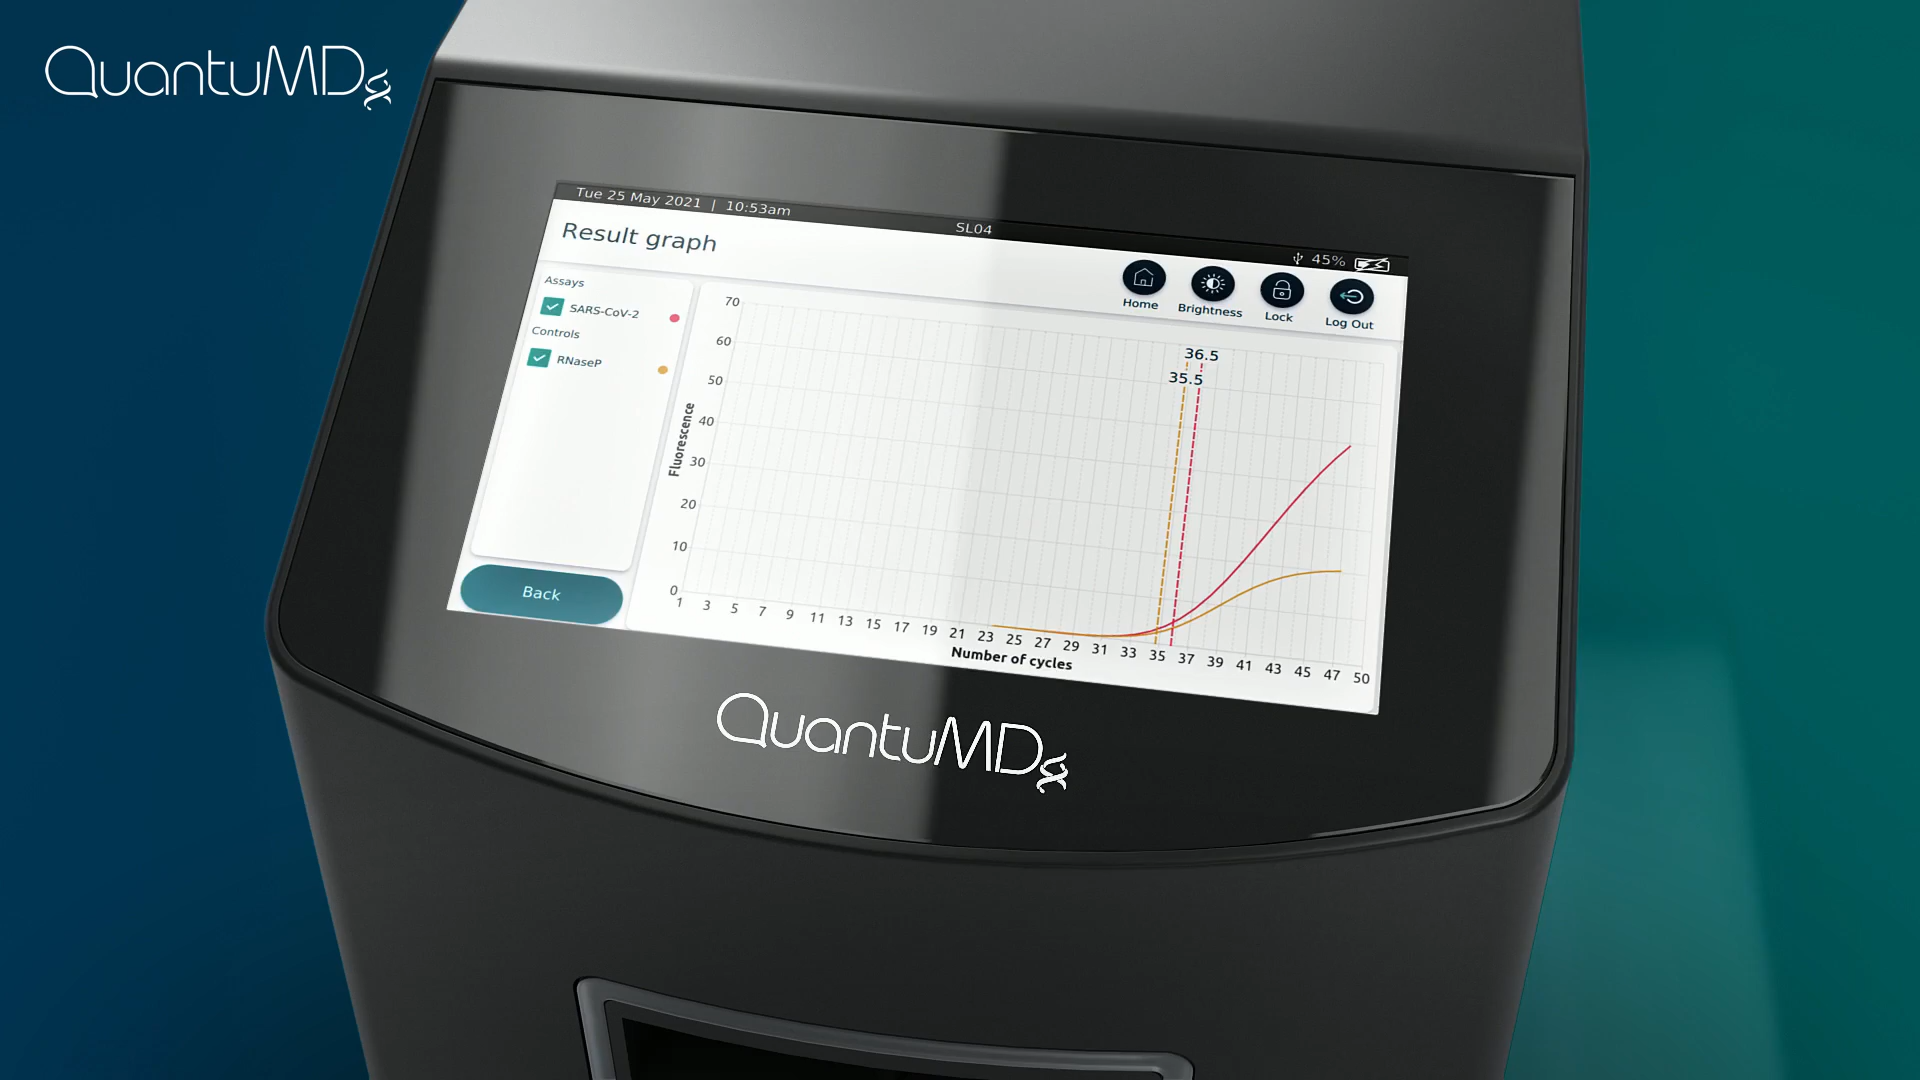 QuantuMDx
Tue 25 May 2021 | 10:53am
SL04
45%
Result graph
Home
Brightness
Lock
Log Out
Assays
SARS-CoV-2
Controls
RNaseP
Back
70
60
50
40
30
20
10
0
Fluorescence
36.5
35.5
1 3 5 7 9 11 13 15 17 19 21 23 25 27 29 31 33 35 37 39 41 43 45 47 50
Number of cycles
QuantuMDx